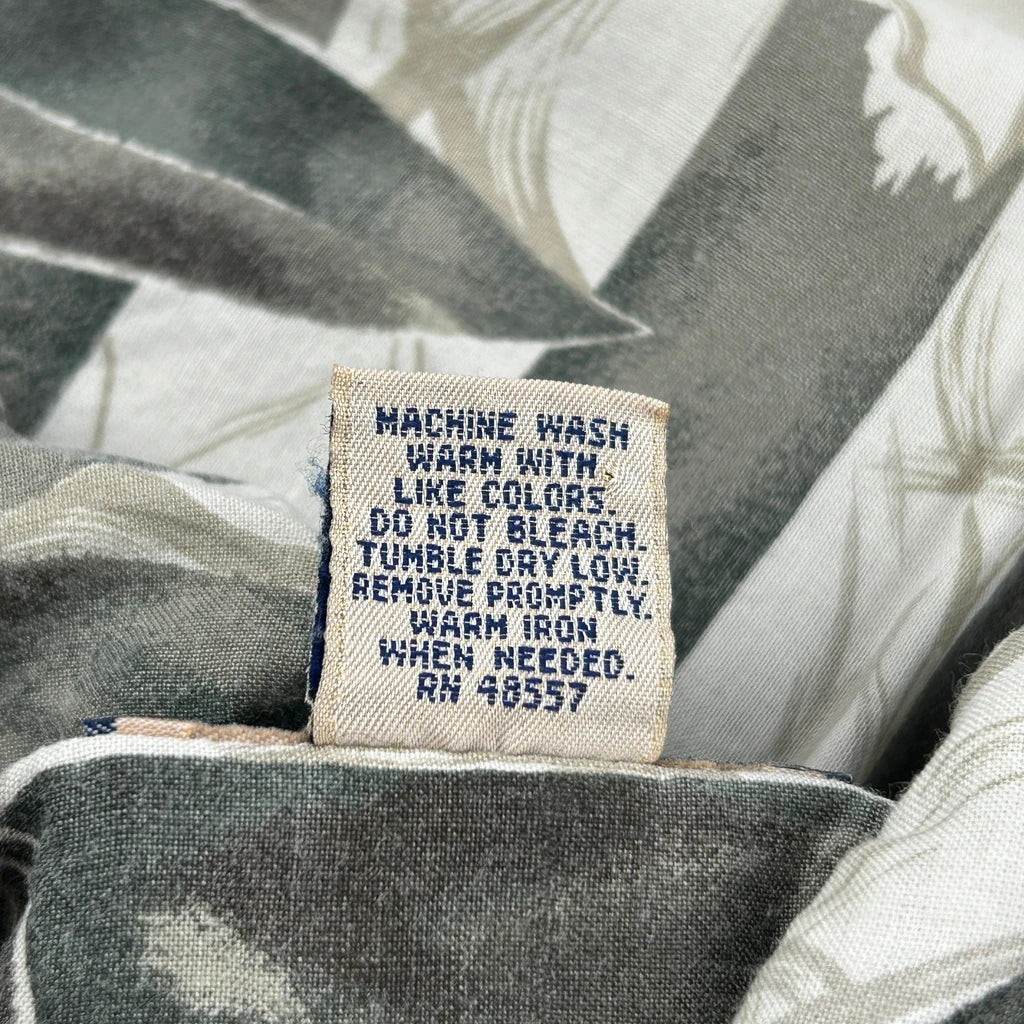 MACHINE WASH
WARM WITH
LIKE COLORS.
DO NOT BLEACH.
TUMBLE DRY LOW.
REMOVE PROMPTLY.
WARM IRON
WHEN NEEDED.
RN 48557